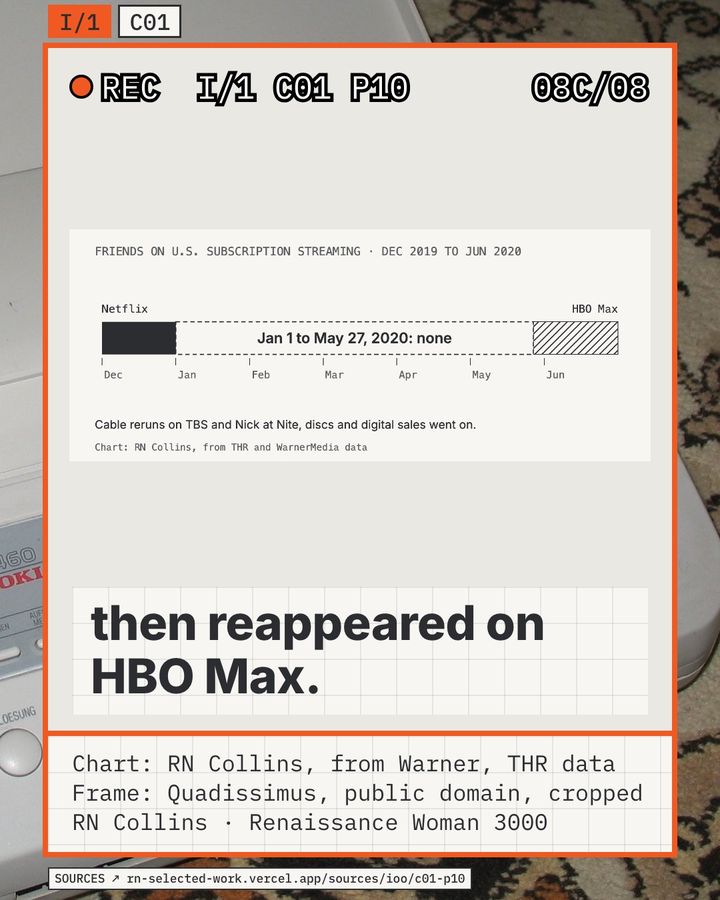 I/1 C01
REC I/1 C01 P10 08C/08
FRIENDS ON U.S. SUBSCRIPTION STREAMING · DEC 2019 TO JUN 2020
Netflix HBO Max
Jan 1 to May 27, 2020: none
Dec Jan Feb Mar Apr May Jun
Cable reruns on TBS and Nick at Nite, discs and digital sales went on.
Chart: RN Collins, from THR and WarnerMedia data
460
OKI
then reappeared on
HBO Max.
LOESUNG
Chart: RN Collins, from Warner, THR data
Frame: Quadissimus, public domain, cropped
RN Collins · Renaissance Woman 3000
SOURCES ↗ rn-selected-work.vercel.app/sources/ioo/c01-p10